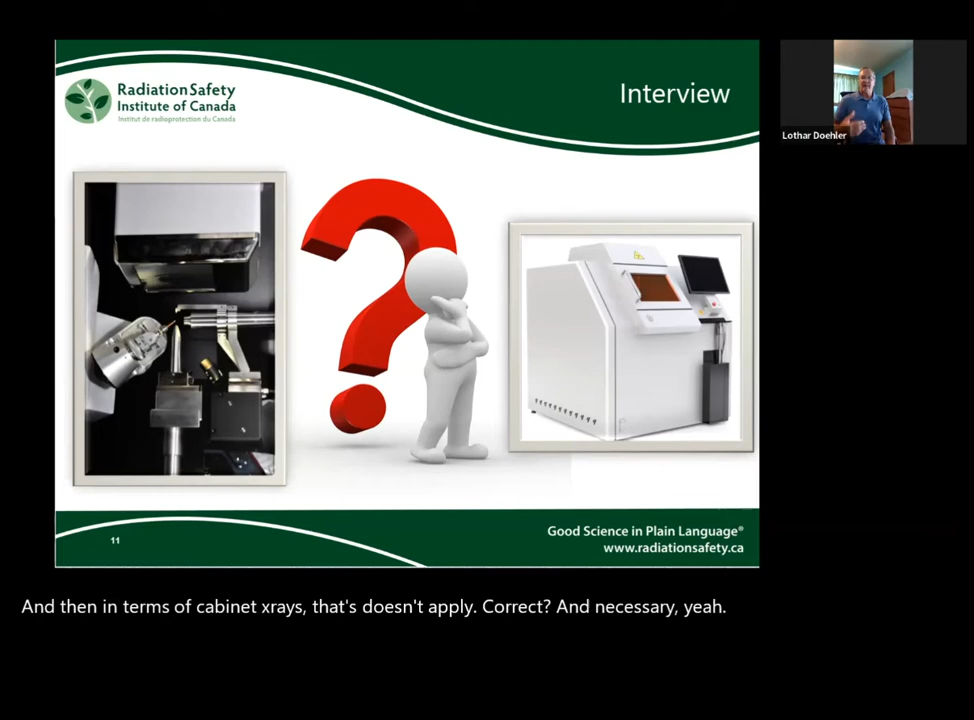 Radiation Safety
Institute of Canada
Institut de radioprotection du Canada
Interview
Lothar Doehler
11
Good Science in Plain Language®
www.radiationsafety.ca
And then in terms of cabinet xrays, that's doesn't apply. Correct? And necessary, yeah.